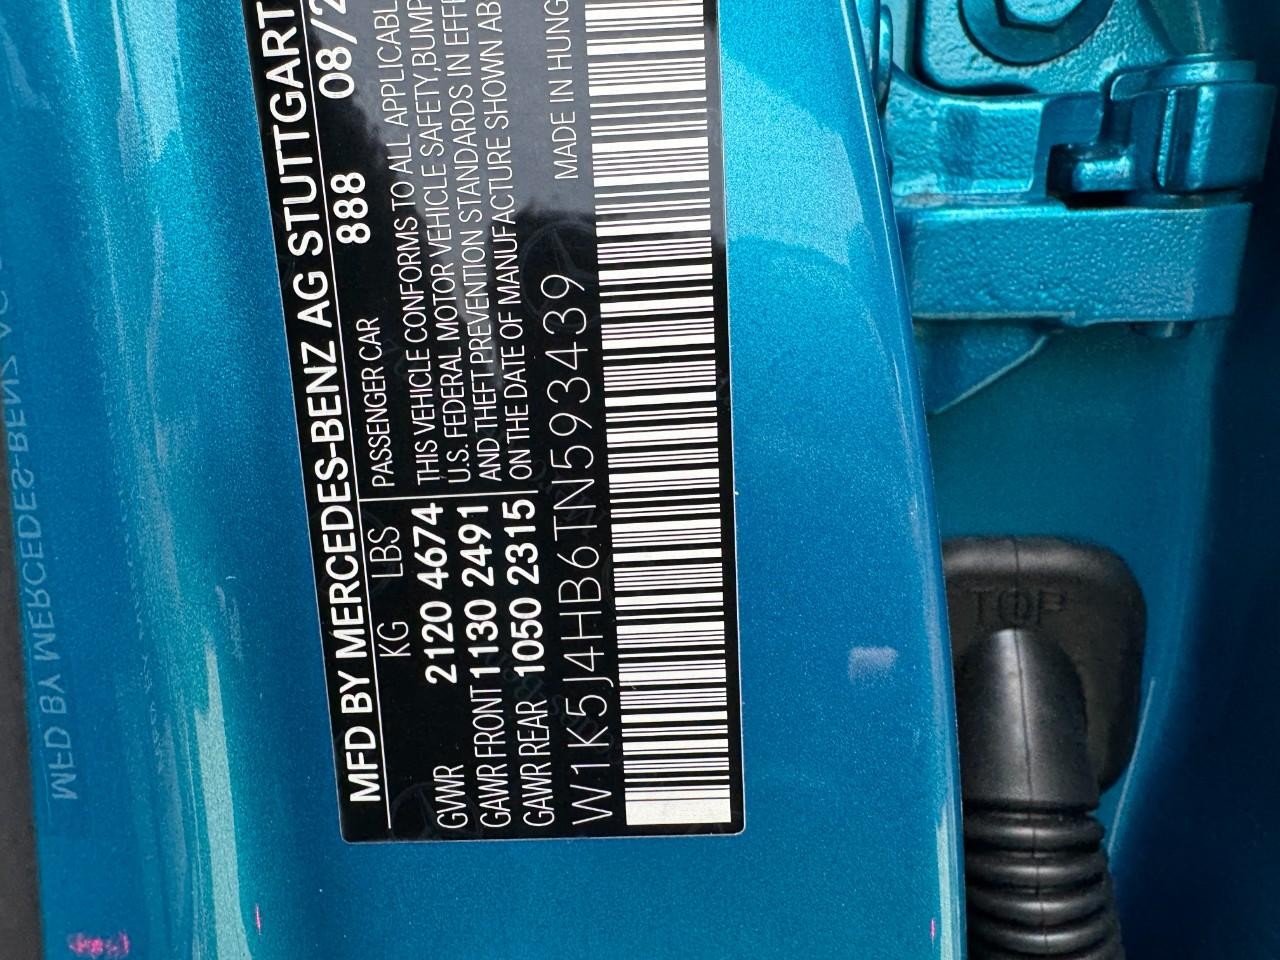 MFD BY MERCEDES-BENZ AG STUTTGART
888 08/2
KG LBS
GVWR 2120 4674
GAWR FRONT 1130 2491
GAWR REAR 1050 2315
PASSENGER CAR
THIS VEHICLE CONFORMS TO ALL APPLICABL
U.S. FEDERAL MOTOR VEHICLE SAFETY,BUMP
AND THEFT PREVENTION STANDARDS IN EFF
ON THE DATE OF MANUFACTURE SHOWN AB
MADE IN HUNG
W1K5J4HB6TN593439
TOP